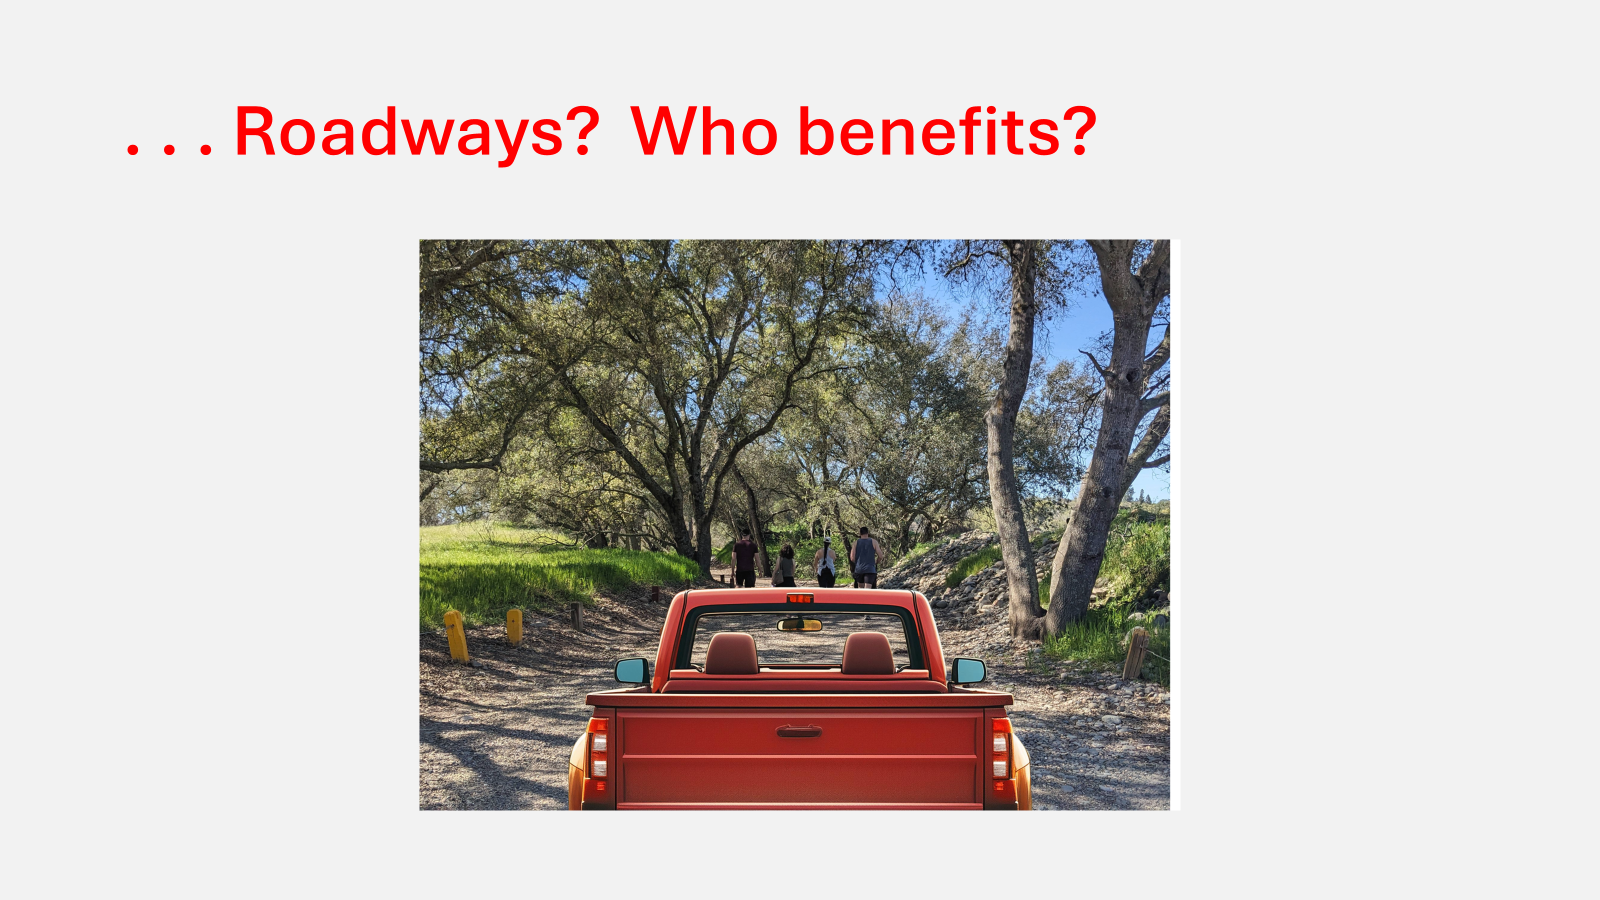 . . . Roadways?  Who benefits?